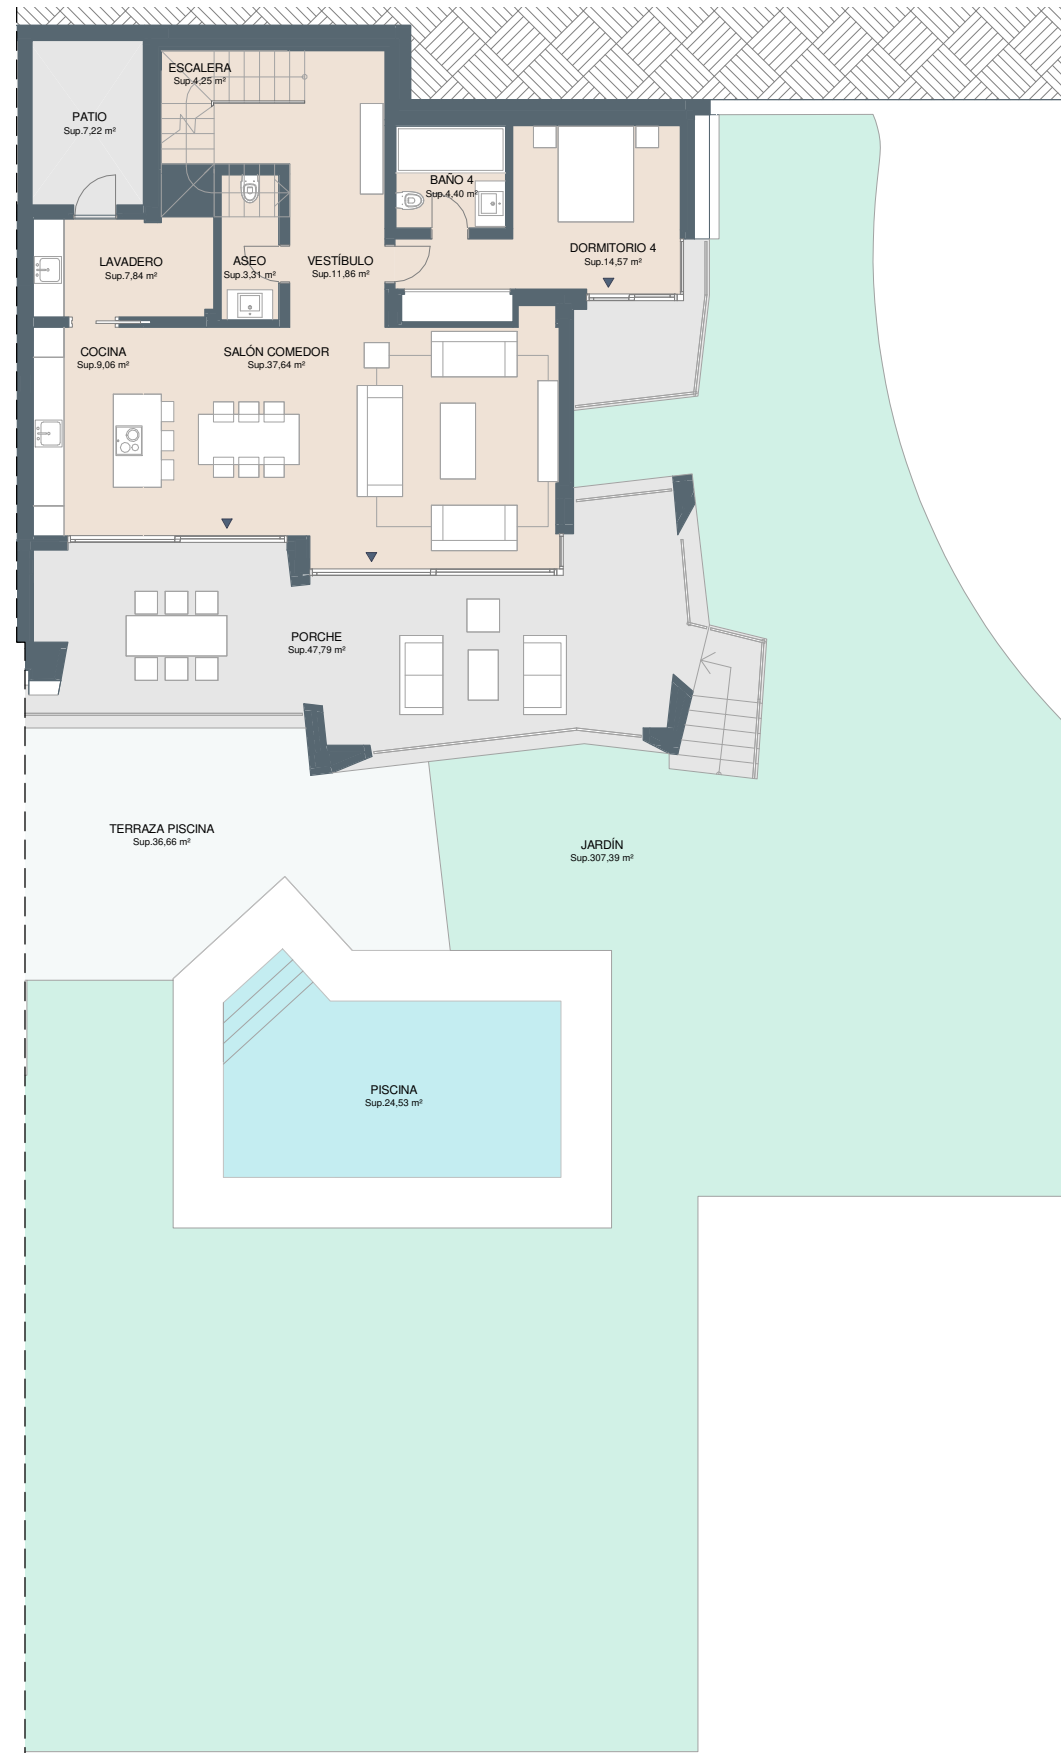 ESCALERA
Sup.4,25 m²
PATIO
Sup.7,22 m²
BAÑO 4
Sup.4,40 m²
DORMITORIO 4
Sup.14,57 m²
LAVADERO
Sup.7,84 m²
ASEO
Sup.3,31 m²
VESTÍBULO
Sup.11,86 m²
COCINA
Sup.9,06 m²
SALÓN COMEDOR
Sup.37,64 m²
PORCHE
Sup.47,79 m²
TERRAZA PISCINA
Sup.36,66 m²
JARDÍN
Sup.307,39 m²
PISCINA
Sup.24,53 m²